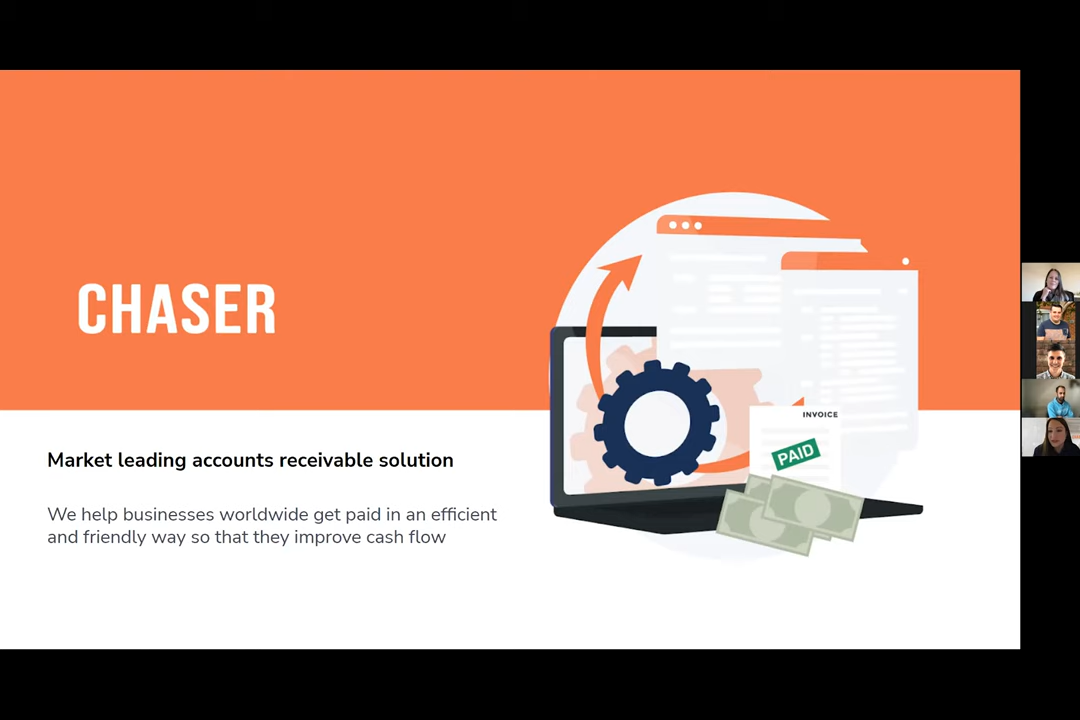 CHASER
Market leading accounts receivable solution
We help businesses worldwide get paid in an efficient
and friendly way so that they improve cash flow
INVOICE
PAID